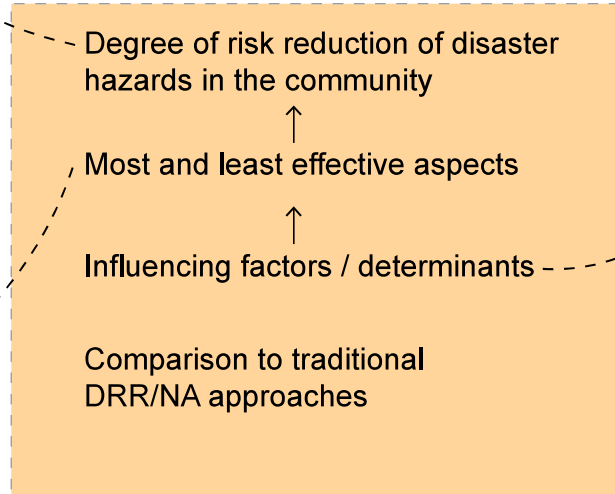 Degree of risk reduction of disaster
hazards in the community
Most and least effective aspects
Influencing factors / determinants
Comparison to traditional
DRR/NA approaches